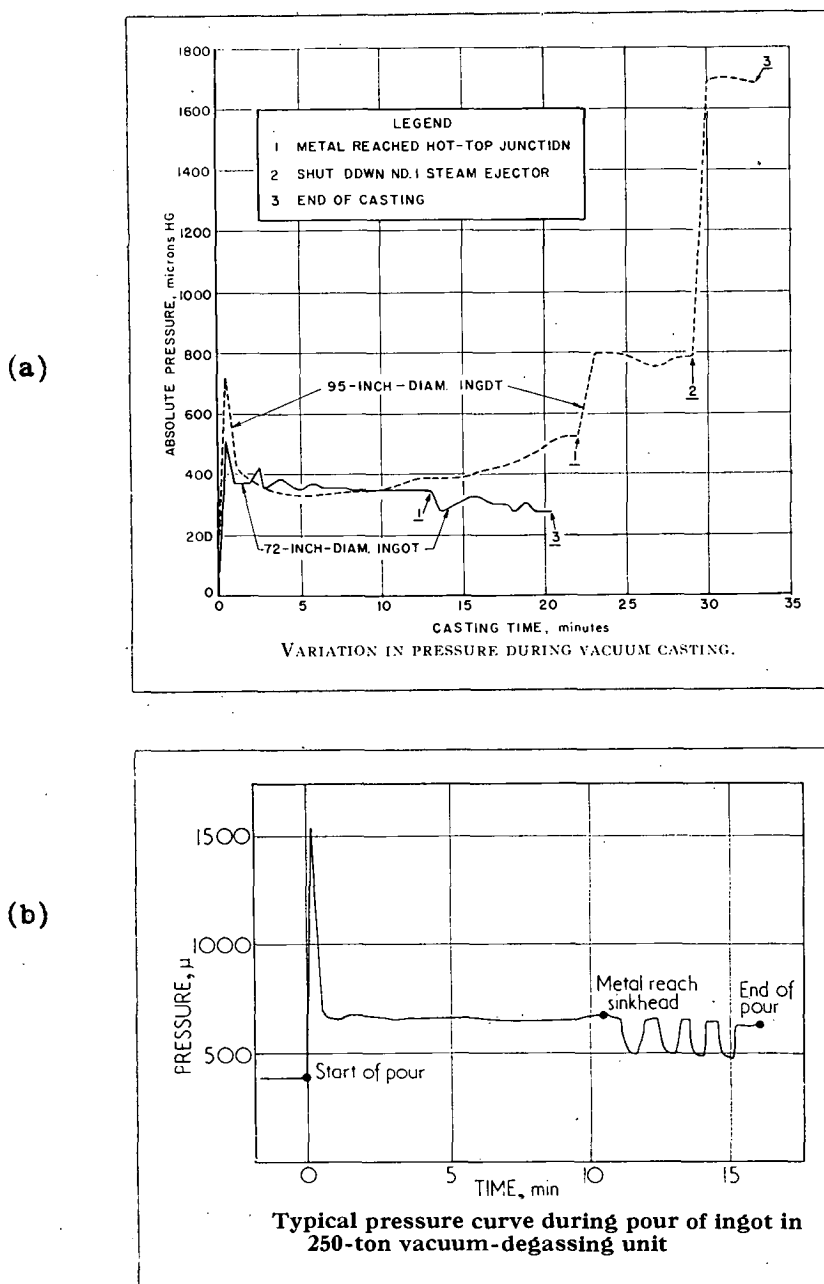 (a)
1800
1600
1400
1200
1000
800
600
400
200
0
ABSOLUTE PRESSURE, microns HG
LEGEND
1 METAL REACHED HOT-TOP JUNCTIDN
2 SHUT DDWN ND. 1 STEAM EJECTOR
3 END OF CASTING
3
95-INCH-DIAM. INGDT
2
1
1
72-INCH-DIAM. INGOT
3
0 5 10 15 20 25 30 35
CASTING TIME, minutes
VARIATION IN PRESSURE DURING VACUUM CASTING.
(b)
1500
1000
500
PRESSURE, μ
Metal reach
sinkhead
End of
pour
Start of pour
0 5 10 15
TIME, min
Typical pressure curve during pour of ingot in
250-ton vacuum-degassing unit